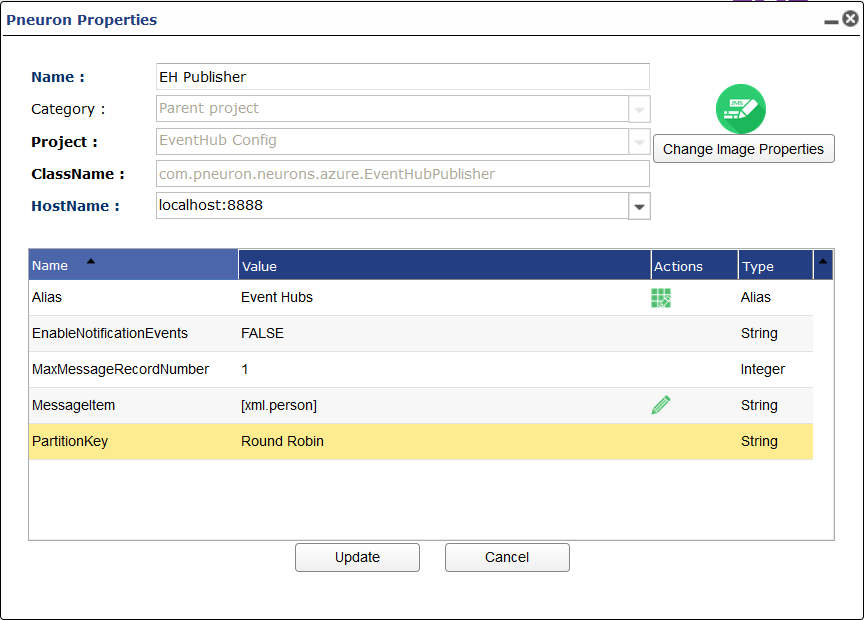 Pneuron Properties
Name : EH Publisher
Category : Parent project
JMS
Project : EventHub Config
Change Image Properties
ClassName : com.pneuron.neurons.azure.EventHubPublisher
HostName : localhost:8888
Name Value Actions Type
Alias Event Hubs Alias
EnableNotificationEvents FALSE String
MaxMessageRecordNumber 1 Integer
MessageItem [xml.person] String
PartitionKey Round Robin String
Update Cancel